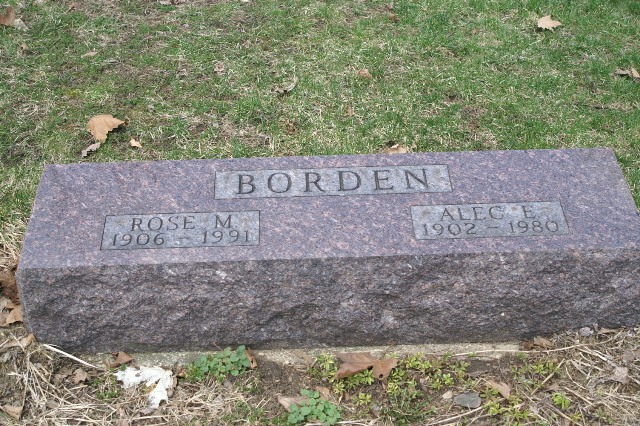 BORDEN
ROSE M.
1906 - 1991
ALEC E.
1902 - 1980